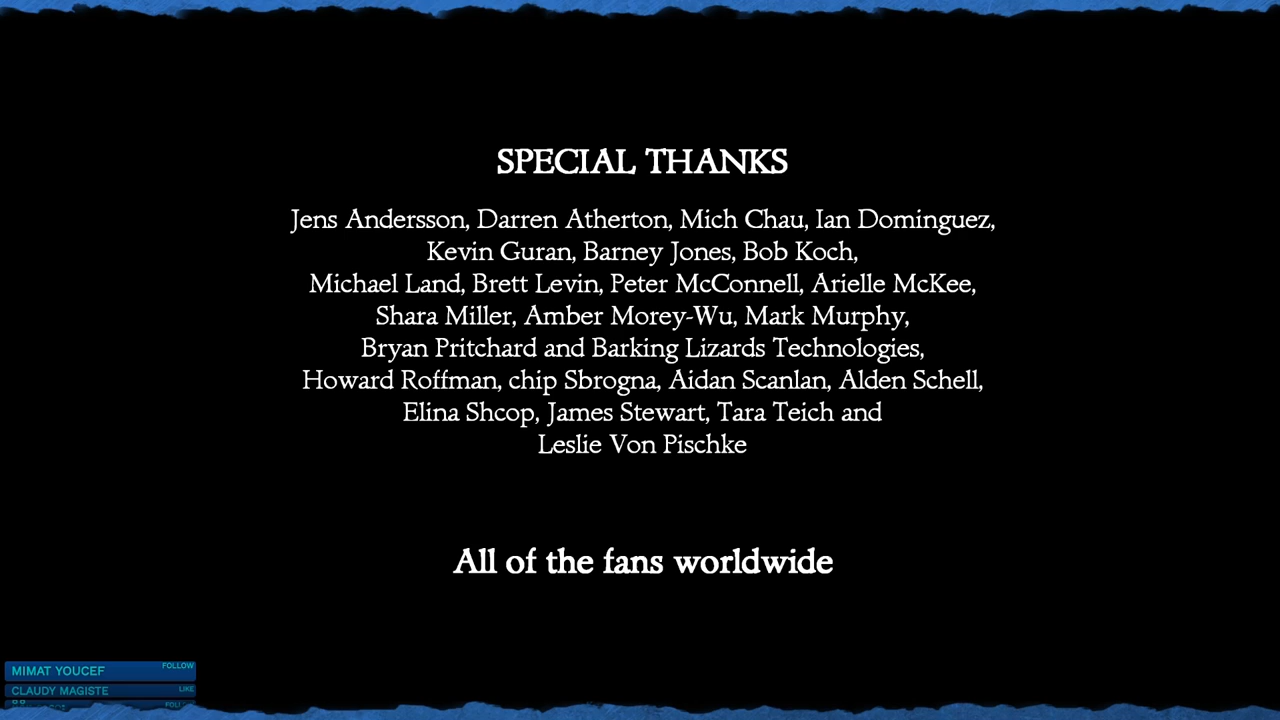 SPECIAL THANKS
Jens Andersson, Darren Atherton, Mich Chau, Ian Dominguez,
Kevin Guran, Barney Jones, Bob Koch,
Michael Land, Brett Levin, Peter McConnell, Arielle McKee,
Shara Miller, Amber Morey-Wu, Mark Murphy,
Bryan Pritchard and Barking Lizards Technologies,
Howard Roffman, chip Sbrogna, Aidan Scanlan, Alden Schell,
Elina Shcop, James Stewart, Tara Teich and
Leslie Von Pischke
All of the fans worldwide
MIMAT YOUCEF FOLLOW
CLAUDY MAGISTE LIKE